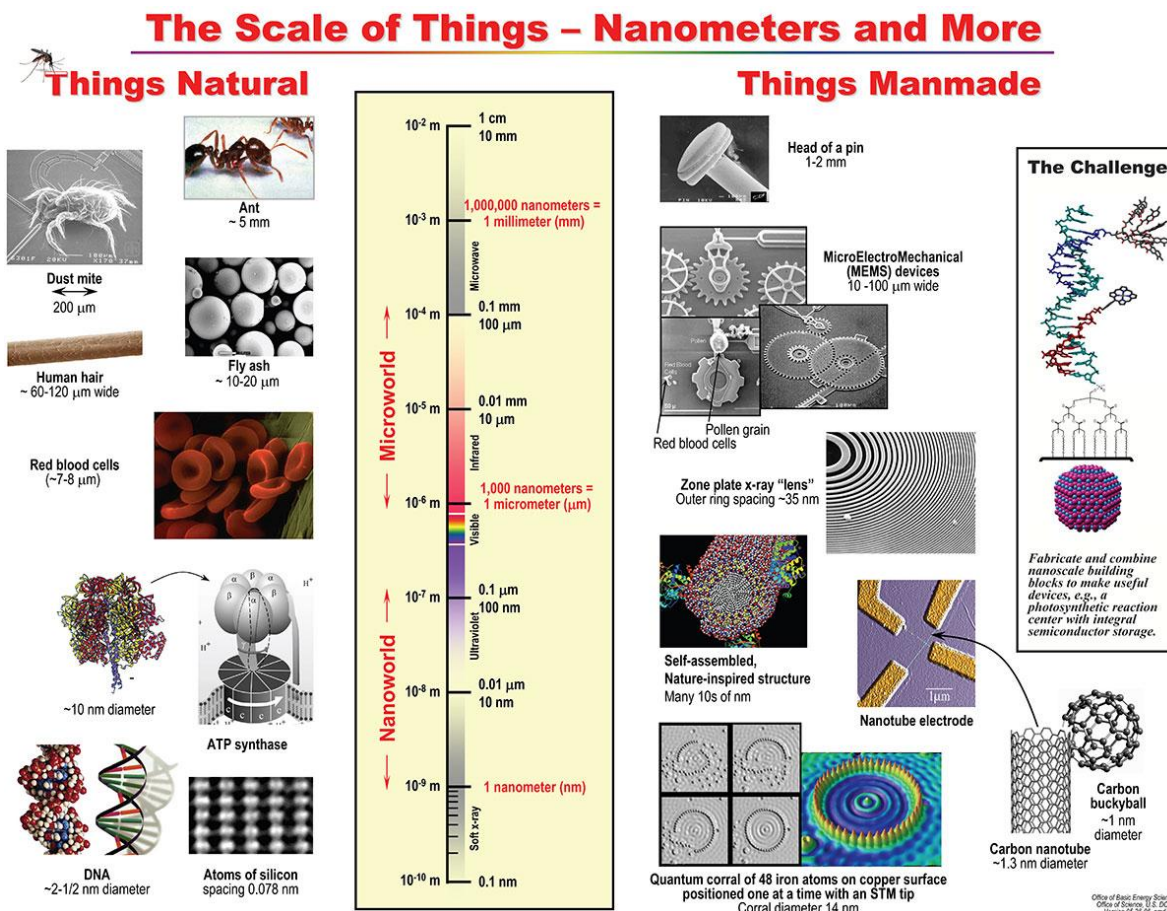 The Scale of Things – Nanometers and More
Things Natural
Things Manmade
Ant
~ 5 mm
Dust mite
200 μm
Human hair
~ 60-120 μm wide
Fly ash
~ 10-20 μm
Red blood cells
(~7-8 μm)
H+
α
β
β
α
β
α
H+
c
c
c
c
~10 nm diameter
ATP synthase
DNA
~2-1/2 nm diameter
Atoms of silicon
spacing 0.078 nm
10-2 m
1 cm
10 mm
1,000,000 nanometers =
1 millimeter (mm)
10-3 m
Microwave
0.1 mm
100 μm
10-4 m
Microworld
0.01 mm
10 μm
10-5 m
Infrared
1,000 nanometers =
1 micrometer (μm)
10-6 m
Visible
0.1 μm
100 nm
10-7 m
Nanoworld
Ultraviolet
0.01 μm
10 nm
10-8 m
10-9 m
1 nanometer (nm)
Soft x-ray
10-10 m
0.1 nm
Head of a pin
1-2 mm
MicroElectroMechanical
(MEMS) devices
10 -100 μm wide
Pollen
Red Blood
Cells
Pollen grain
Red blood cells
Zone plate x-ray "lens"
Outer ring spacing ~35 nm
Self-assembled,
Nature-inspired structure
Many 10s of nm
1μm
Nanotube electrode
Carbon
buckyball
~1 nm
diameter
Carbon nanotube
~1.3 nm diameter
Quantum corral of 48 iron atoms on copper surface
positioned one at a time with an STM tip
Corral diameter 14 nm
The Challenge
Fabricate and combine
nanoscale building
blocks to make useful
devices, e.g., a
photosynthetic reaction
center with integral
semiconductor storage.
Office of Basic Energy
Office of Science, U.S.